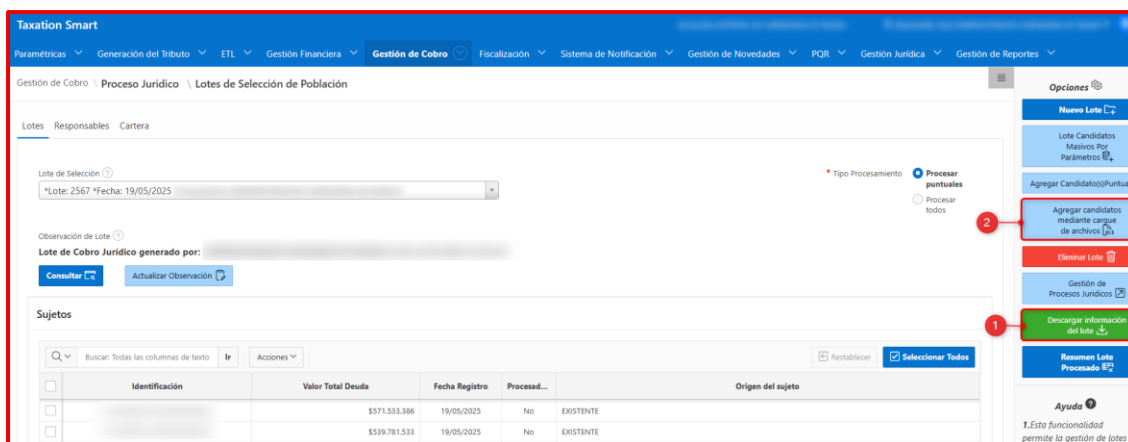 Taxation Smart
Paramétricas Generación del Tributo ETL Gestión Financiera Gestión de Cobro Fiscalización Sistema de Notificación Gestión de Novedades PQR Gestión Jurídica Gestión de Reportes
Gestión de Cobro \ Proceso Juridico \ Lotes de Selección de Población
Opciones
Nuevo Lote
Lotes Responsables Cartera
Lote Candidatos
Masivos Por
Parámetros
Lote de Selección
*Lote: 2567 *Fecha: 19/05/2025
* Tipo Procesamiento
Procesar
puntuales
Procesar
todos
Agregar Candidato(s)Puntua
2
Agregar candidatos
mediante cargue
de archivos
Observación de Lote
Lote de Cobro Jurídico generado por:
Eliminar Lote
Consultar Actualizar Observación
Gestión de
Procesos Jurídicos
Sujetos
1
Descargar información
del lote
Buscar: Todas las columnas de texto Ir Acciones Restablecer Seleccionar Todos
Resumen Lote
Procesado
Identificación Valor Total Deuda Fecha Registro Procesad... Origen del sujeto
$571.533.386 19/05/2025 No EXISTENTE
$539.781.533 19/05/2025 No EXISTENTE
Ayuda
1.Esta funcionalidad
permite la gestión de lotes